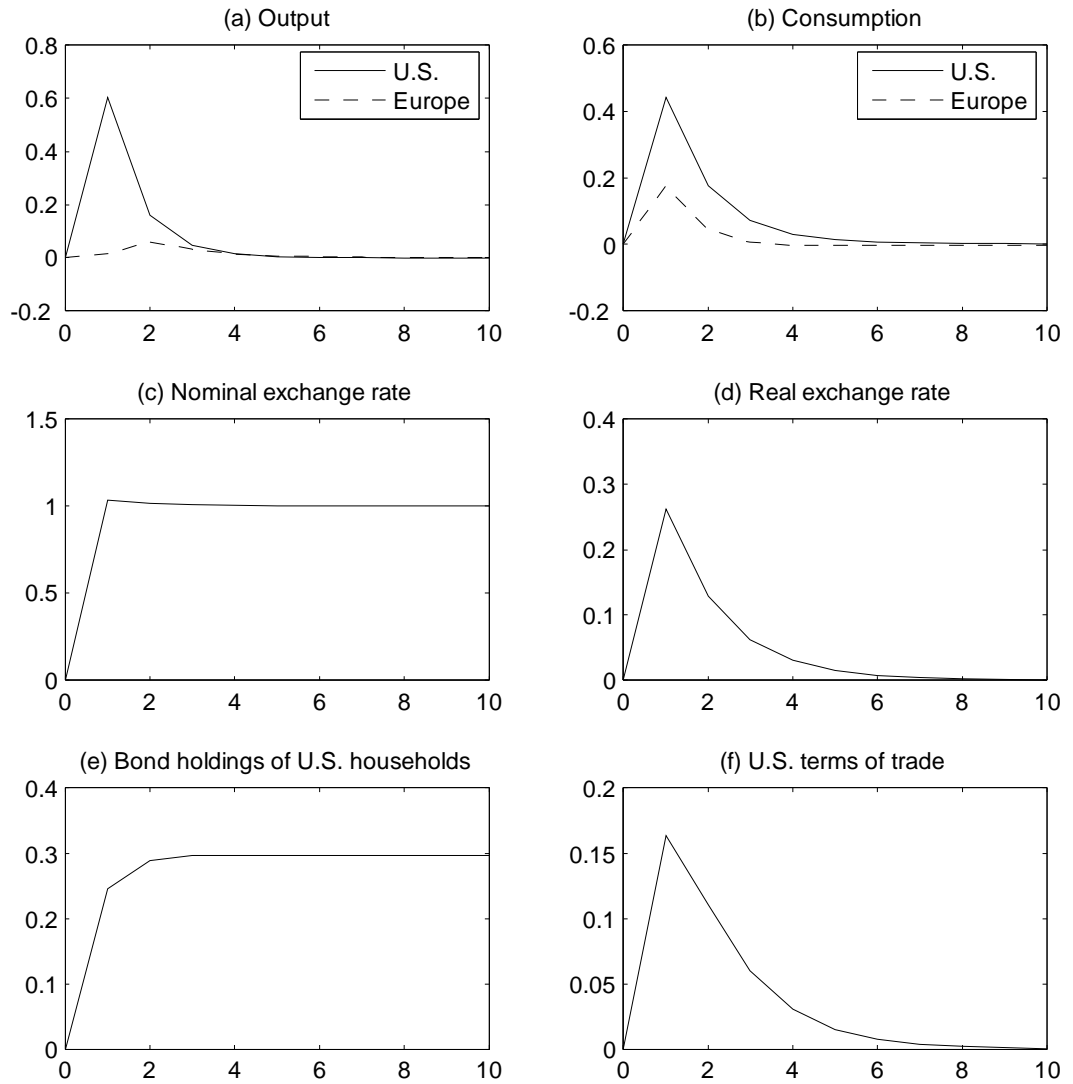 (a) Output
0.8
0.6
0.4
0.2
0
-0.2
0 2 4 6 8 10
U.S.
Europe
(b) Consumption
0.6
0.4
0.2
0
-0.2
0 2 4 6 8 10
U.S.
Europe
(c) Nominal exchange rate
1.5
1
0.5
0
0 2 4 6 8 10
(d) Real exchange rate
0.4
0.3
0.2
0.1
0
0 2 4 6 8 10
(e) Bond holdings of U.S. households
0.4
0.3
0.2
0.1
0
0 2 4 6 8 10
(f) U.S. terms of trade
0.2
0.15
0.1
0.05
0
0 2 4 6 8 10